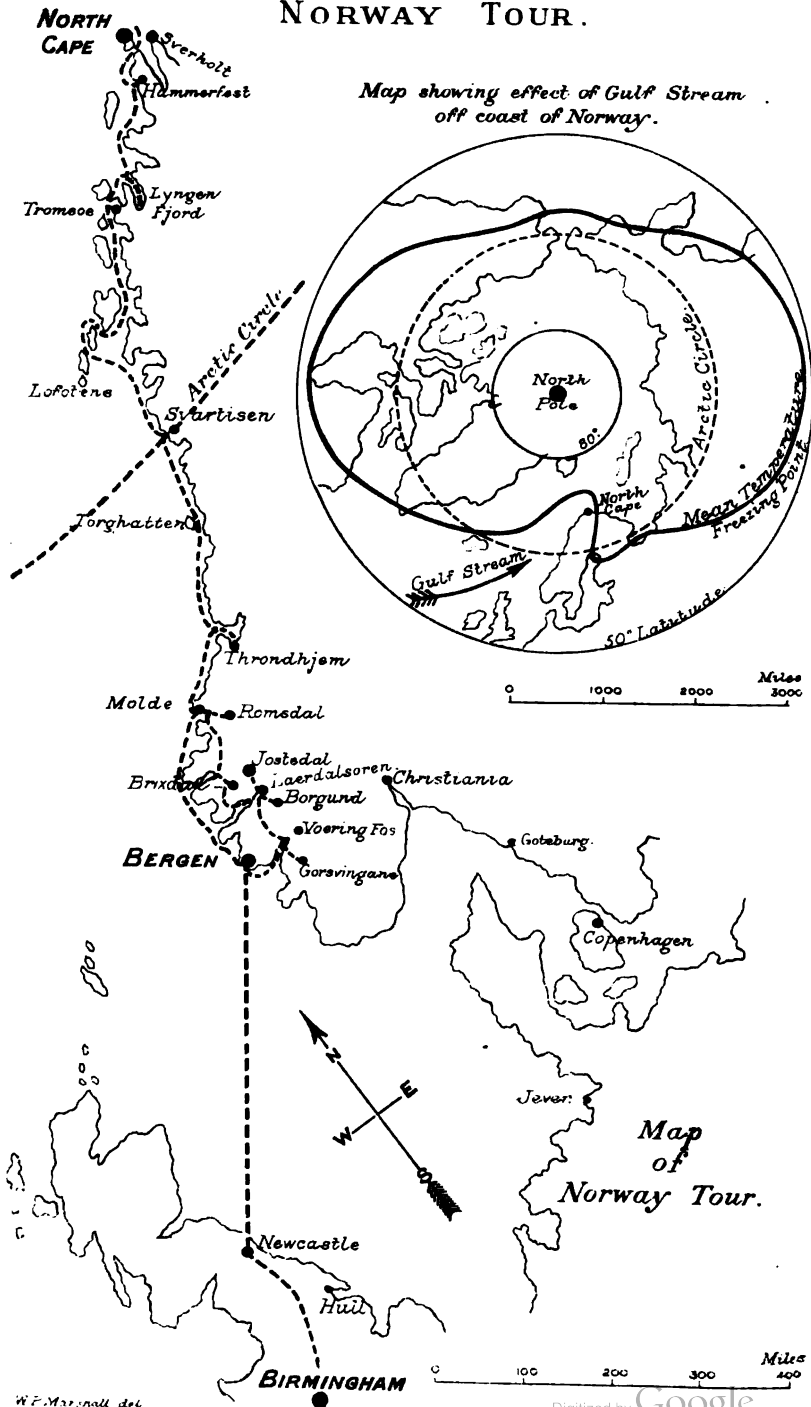 NORWAY TOUR.
NORTH
CAPE
Sverholt
Hammerfest
Map showing effect of Gulf Stream
off coast of Norway.
Lyngen
Fjord
Tromsoe
Arctic Circle
Lofotens
Svartisen
Torghatten
North
Pole
80°
Arctic Circle.
North
Cape
Mean Temperature
Freezing Point
Gulf Stream
50° Latutude.
Miles
0 1000 2000 3000
Throndhjem
Molde
Romsdal
Jostedal
Laerdalsoren.
Christiania
Brixdal
Borgund
Voering Fos
Goteburg.
BERGEN
Gorsvingane
Copenhagen
N
E
W
S
Jever.
Map
of
Norway Tour.
Newcastle
Hull
BIRMINGHAM
Miles
0 100 200 300 400
W.P. Marshall del.
Digitized by Google